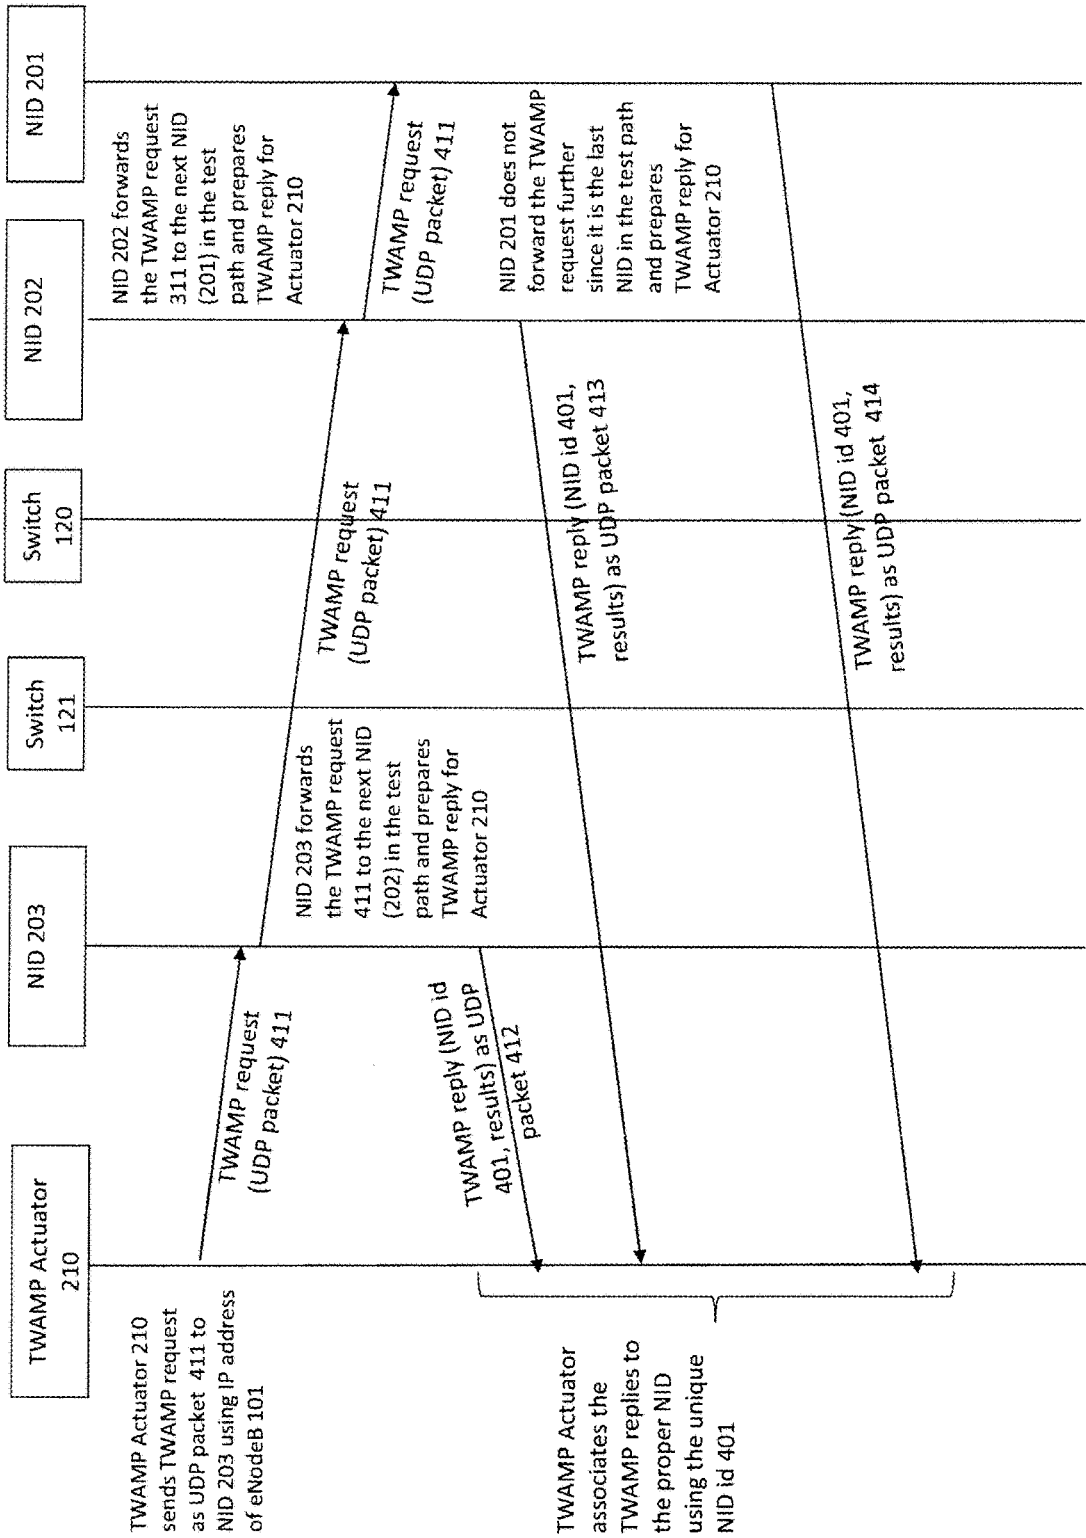 TWAMP Actuator
210
NID 203
Switch
121
Switch
120
NID 202
NID 201
TWAMP Actuator 210
sends TWAMP request
as UDP packet 411 to
NID 203 using IP address
of eNodeB 101
TWAMP request
(UDP packet) 411
NID 203 forwards
the TWAMP request
411 to the next NID
(202) in the test
path and prepares
TWAMP reply for
Actuator 210
TWAMP request
(UDP packet) 411
NID 202 forwards
the TWAMP request
311 to the next NID
(201) in the test
path and prepares
TWAMP reply for
Actuator 210
TWAMP request
(UDP packet) 411
NID 201 does not
forward the TWAMP
request further
since it is the last
NID in the test path
and prepares
TWAMP reply for
Actuator 210
TWAMP reply (NID id
401, results) as UDP
packet 412
TWAMP reply (NID id 401,
results) as UDP packet 413
TWAMP reply (NID id 401,
results) as UDP packet 414
TWAMP Actuator
associates the
TWAMP replies to
the proper NID
using the unique
NID id 401